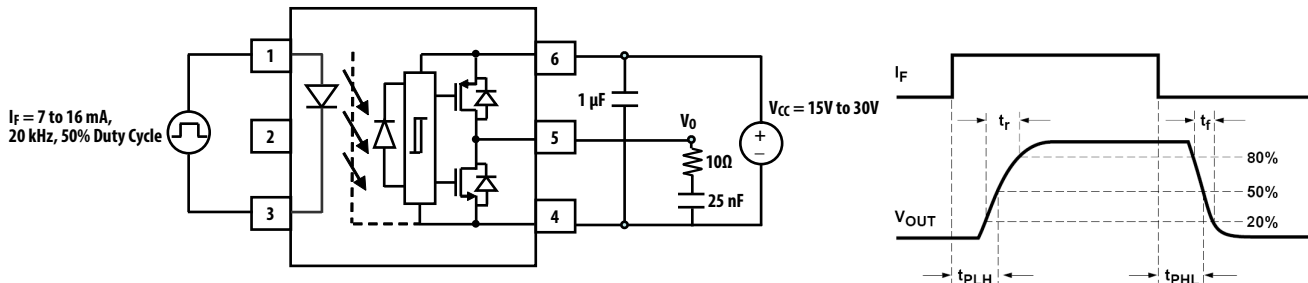 1
2
3
I_F = 7 to 16 mA,
20 kHz, 50% Duty Cycle
6
5
4
1 µF
V_O
10Ω
25 nF
V_CC = 15V to 30V
+
−
I_F
t_r
t_f
80%
50%
20%
V_OUT
t_PLH
t_PHL